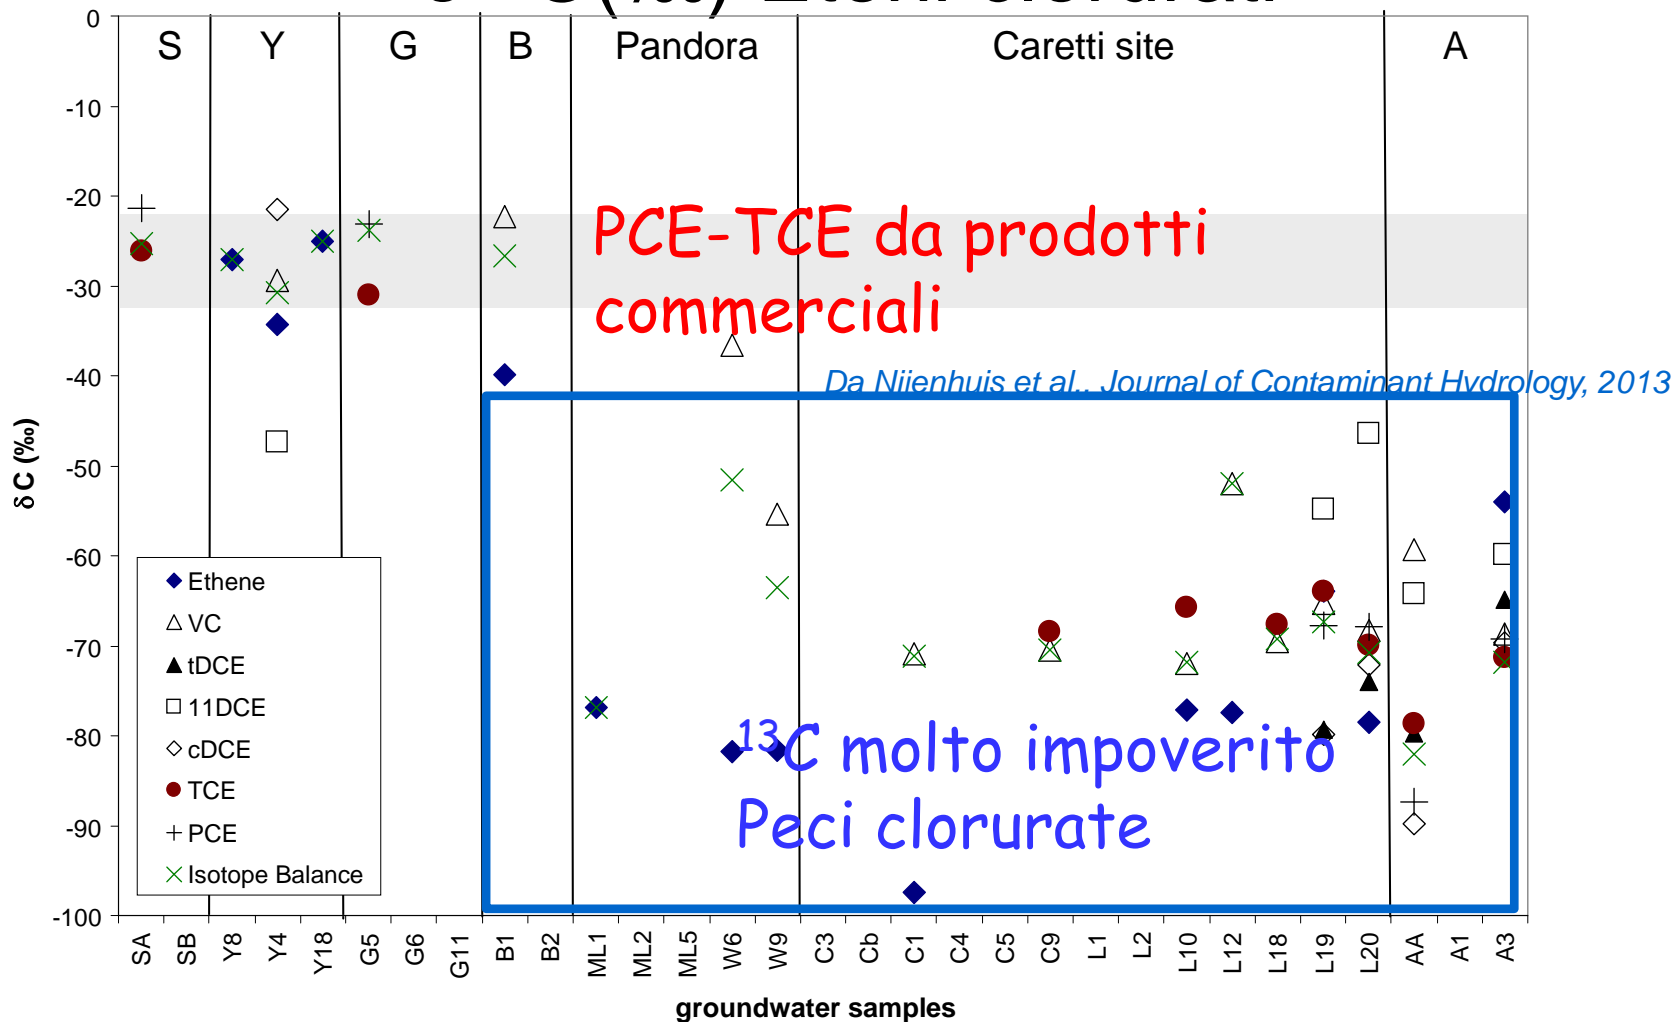 0
S Y G B Pandora Caretti site A
-10
-20
PCE-TCE da prodotti
commerciali
-30
-40
Da Nijenhuis et al., Journal of Contaminant Hydrology, 2013
δ C (‰)
-50
-60
Ethene
VC
tDCE
11DCE
cDCE
TCE
PCE
Isotope Balance
-70
-80
13C molto impoverito
Peci clorurate
-90
-100
SA SB Y8 Y4 Y18 G5 G6 G11 B1 B2 ML1 ML2 ML5 W6 W9 C3 Cb C1 C4 C5 C9 L1 L2 L10 L12 L18 L19 L20 AA A1 A3
groundwater samples